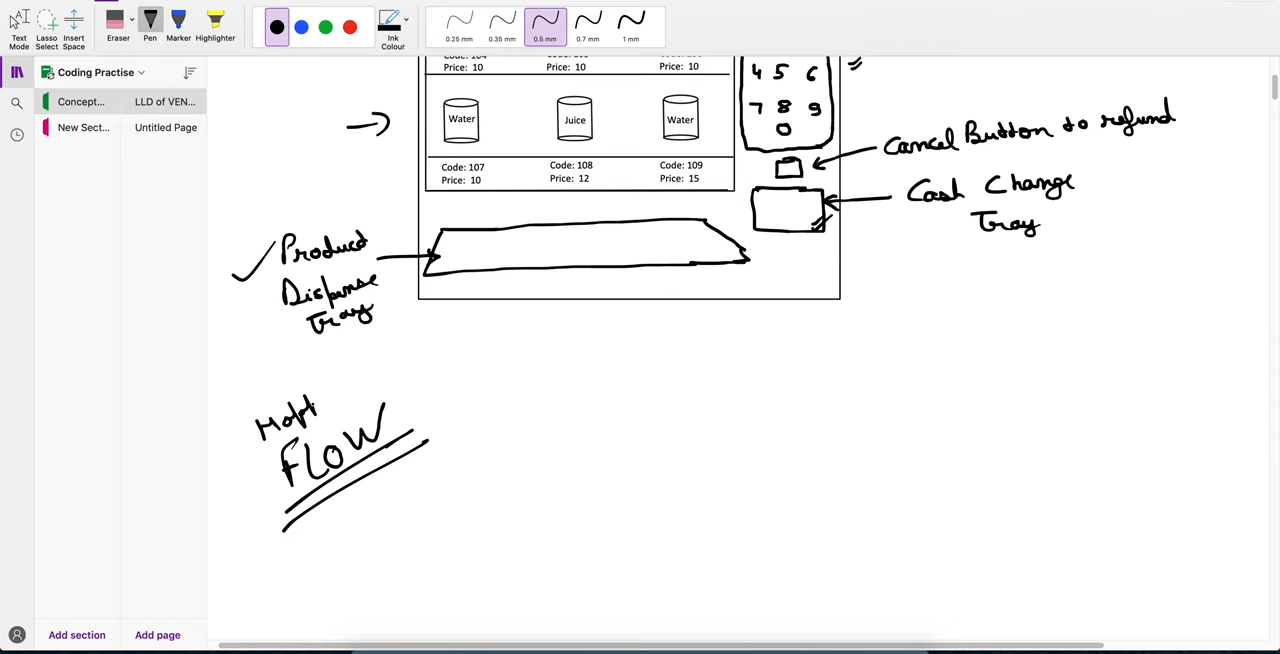 Text Mode
Lasso Select
Insert Space
Eraser
Pen
Marker
Highlighter
Ink Colour
0.25 mm
0.35 mm
0.5 mm
0.7 mm
1 mm
Coding Practise
Concept...
LLD of VEN...
New Sect...
Untitled Page
Price: 10
Price: 10
Price: 10
4 5 6
7 8 9
0
Water
Juice
Water
Code: 107
Price: 10
Code: 108
Price: 12
Code: 109
Price: 15
Cancel Button to refund
Cash Change
Tray
Product
Dispense
Tray
FLOW
Add section
Add page